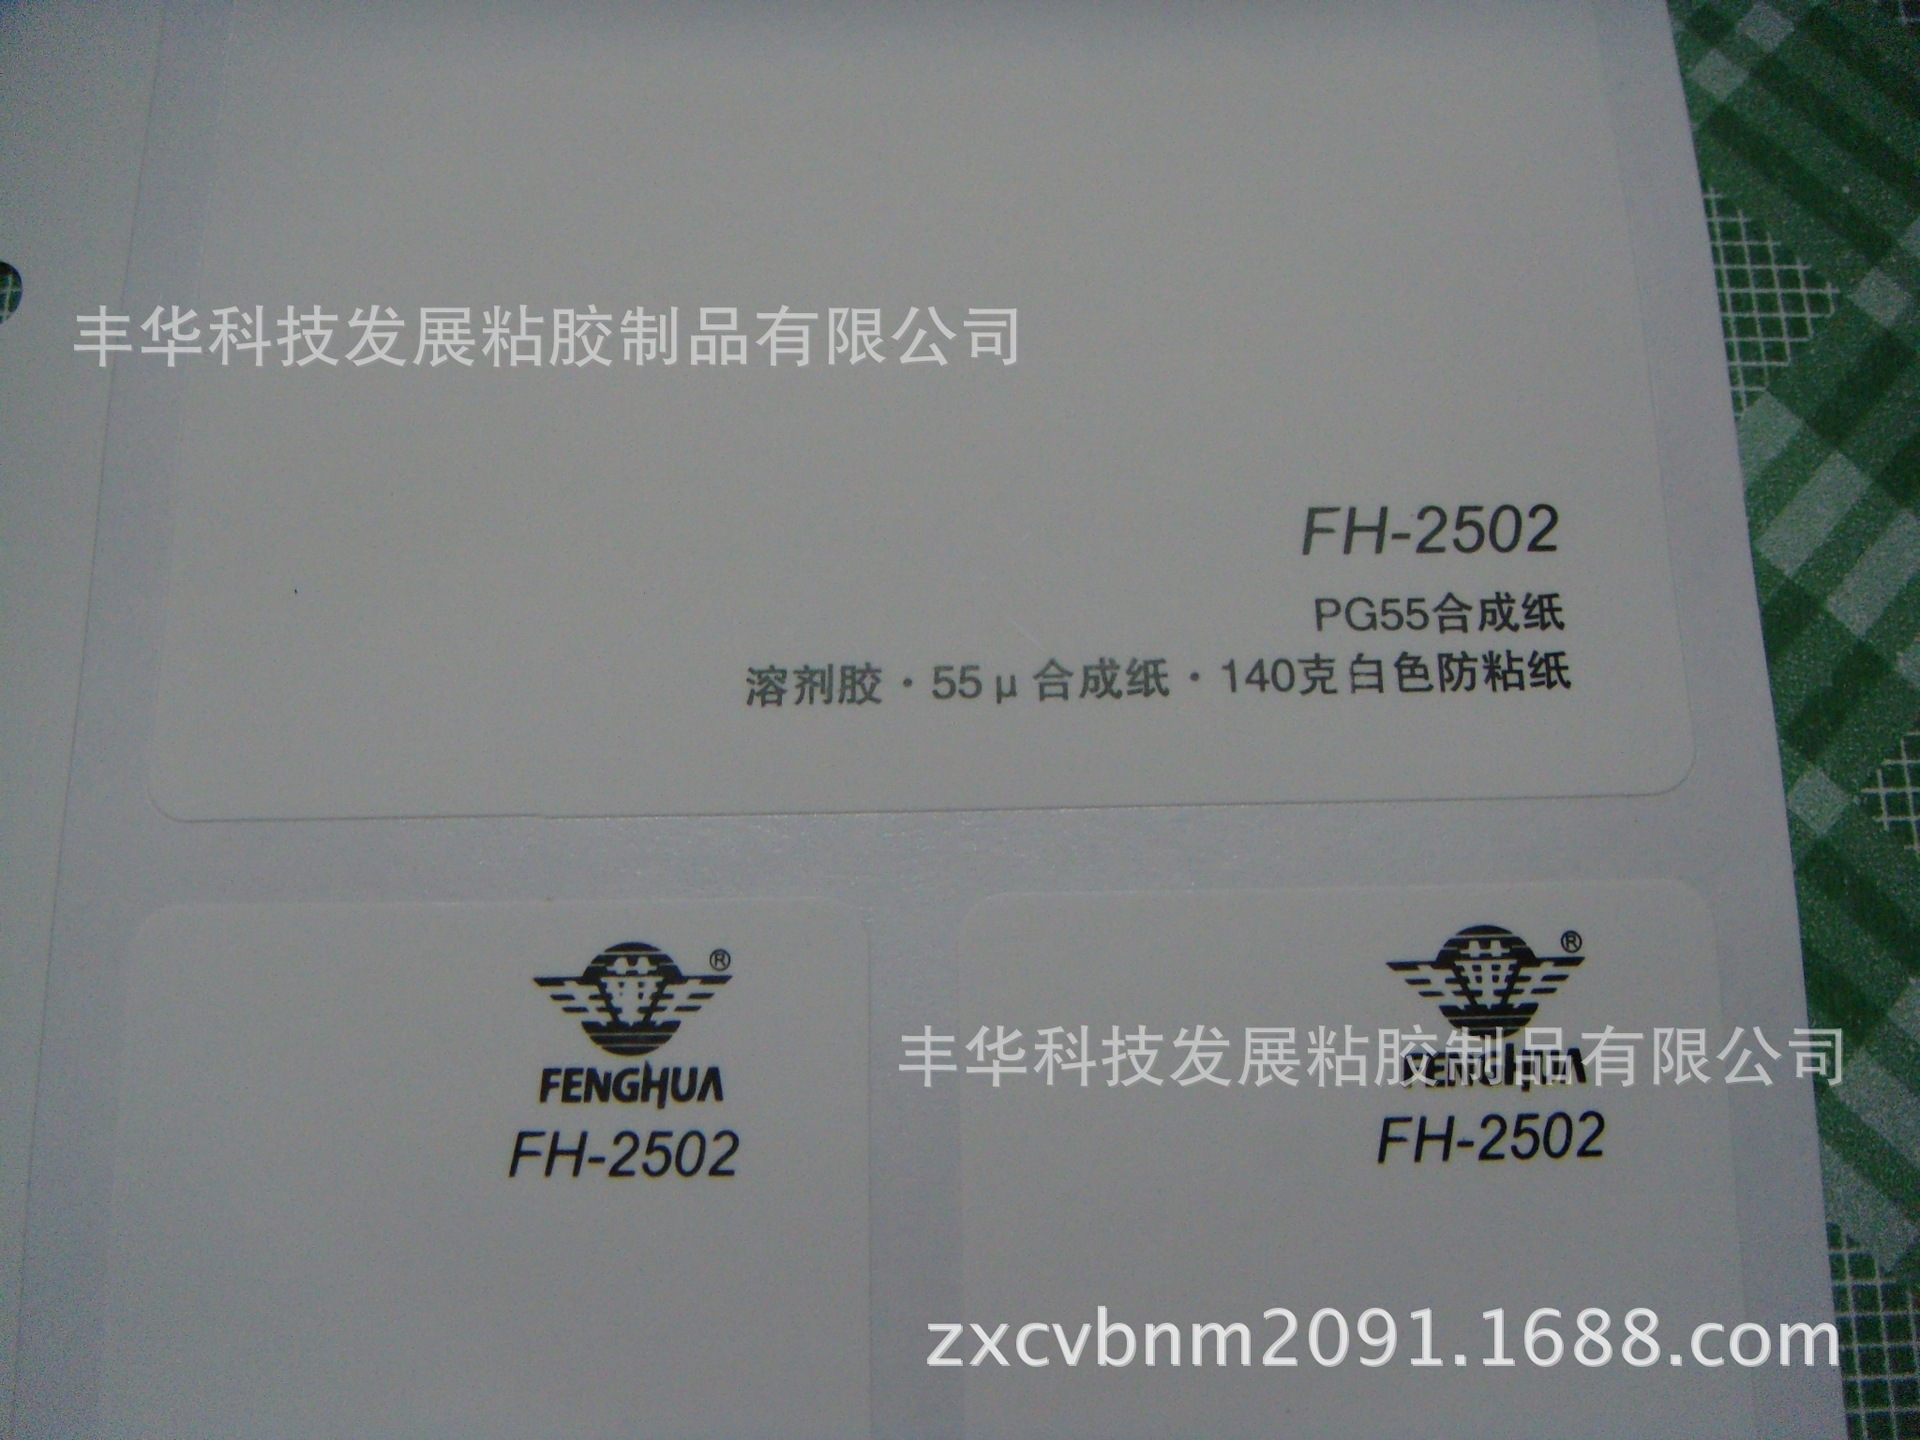 丰华科技发展粘胶制品有限公司
FH-2502
PG55合成纸
溶剂胶·55μ合成纸·140克白色防粘纸
華
®
FENGHUA
FH-2502
華
®
丰华科技发展粘胶制品有限公司
FENGHUA
FH-2502
zxcvbnm2091.1688.com